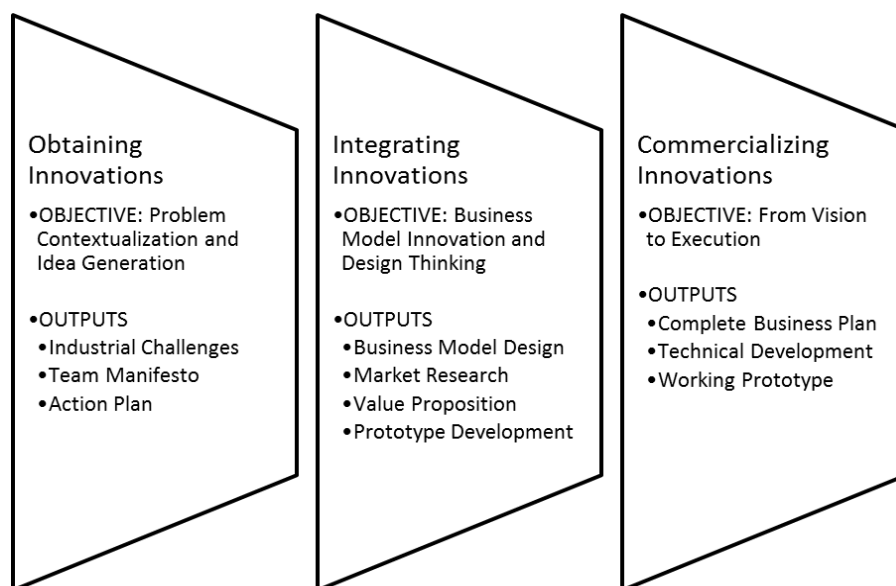 Obtaining
Innovations
•OBJECTIVE: Problem
Contextualization and
Idea Generation
•OUTPUTS
•Industrial Challenges
•Team Manifesto
•Action Plan
Integrating
Innovations
•OBJECTIVE: Business
Model Innovation and
Design Thinking
•OUTPUTS
•Business Model Design
•Market Research
•Value Proposition
•Prototype Development
Commercializing
Innovations
•OBJECTIVE: From Vision
to Execution
•OUTPUTS
•Complete Business Plan
•Technical Development
•Working Prototype